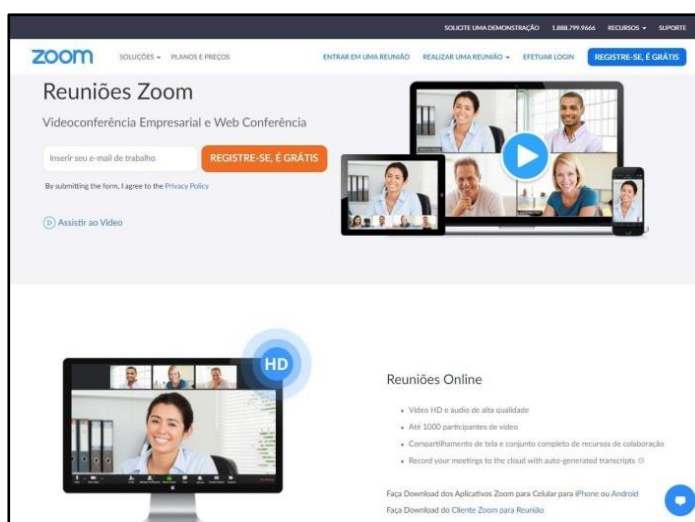 SOLICITE UMA DEMONSTRAÇÃO 1.888.799.9666 RECURSOS SUPORTE
zoom SOLUÇÕES PLANOS E PREÇOS ENTRAR EM UMA REUNIÃO REALIZAR UMA REUNIÃO EFETUAR LOGIN REGISTRE-SE, É GRÁTIS
Reuniões Zoom
Videoconferência Empresarial e Web Conferência
Inserir seu e-mail de trabalho REGISTRE-SE, É GRÁTIS
By submitting the form, I agree to the Privacy Policy
Assistir ao Vídeo
HD
Reuniões Online
• Vídeo HD e áudio de alta qualidade
• Até 1000 participantes de vídeo
• Compartilhamento de tela e conjunto completo de recursos de colaboração
• Record your meetings to the cloud with auto-generated transcripts
Faça Download dos Aplicativos Zoom para Celular para iPhone ou Android
Faça Download do Cliente Zoom para Reunião